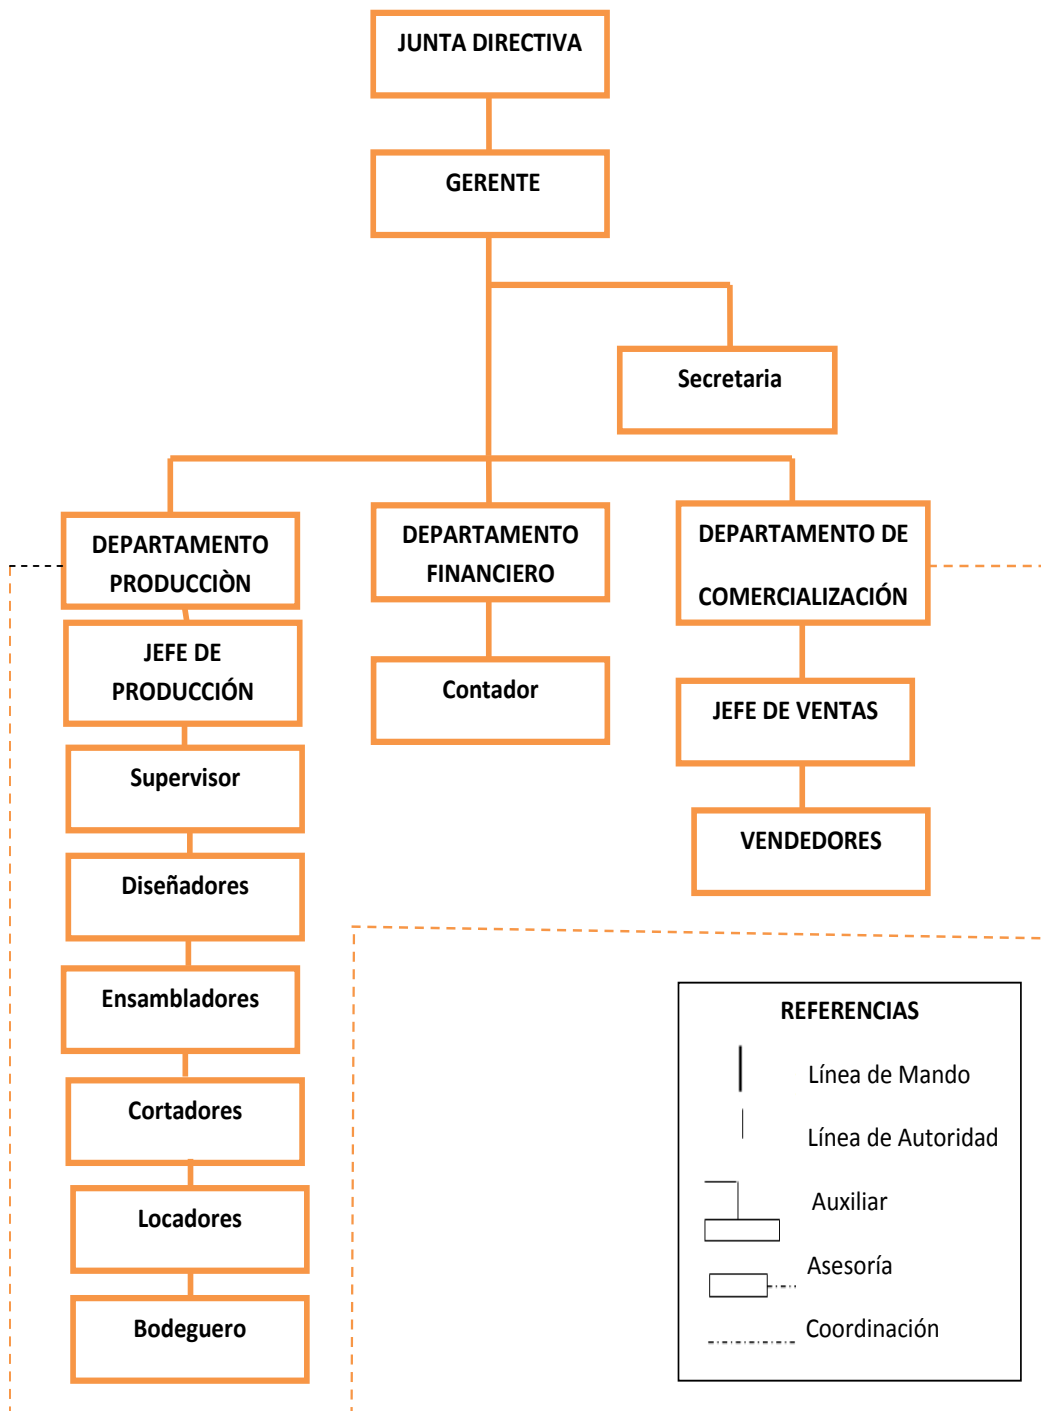 JUNTA DIRECTIVA
GERENTE
Secretaria
DEPARTAMENTO
PRODUCCIÒN
DEPARTAMENTO
FINANCIERO
DEPARTAMENTO DE
COMERCIALIZACIÓN
JEFE DE
PRODUCCIÓN
Contador
JEFE DE VENTAS
Supervisor
VENDEDORES
Diseñadores
Ensambladores
Cortadores
Locadores
Bodeguero
REFERENCIAS
Línea de Mando
Línea de Autoridad
Auxiliar
Asesoría
Coordinación